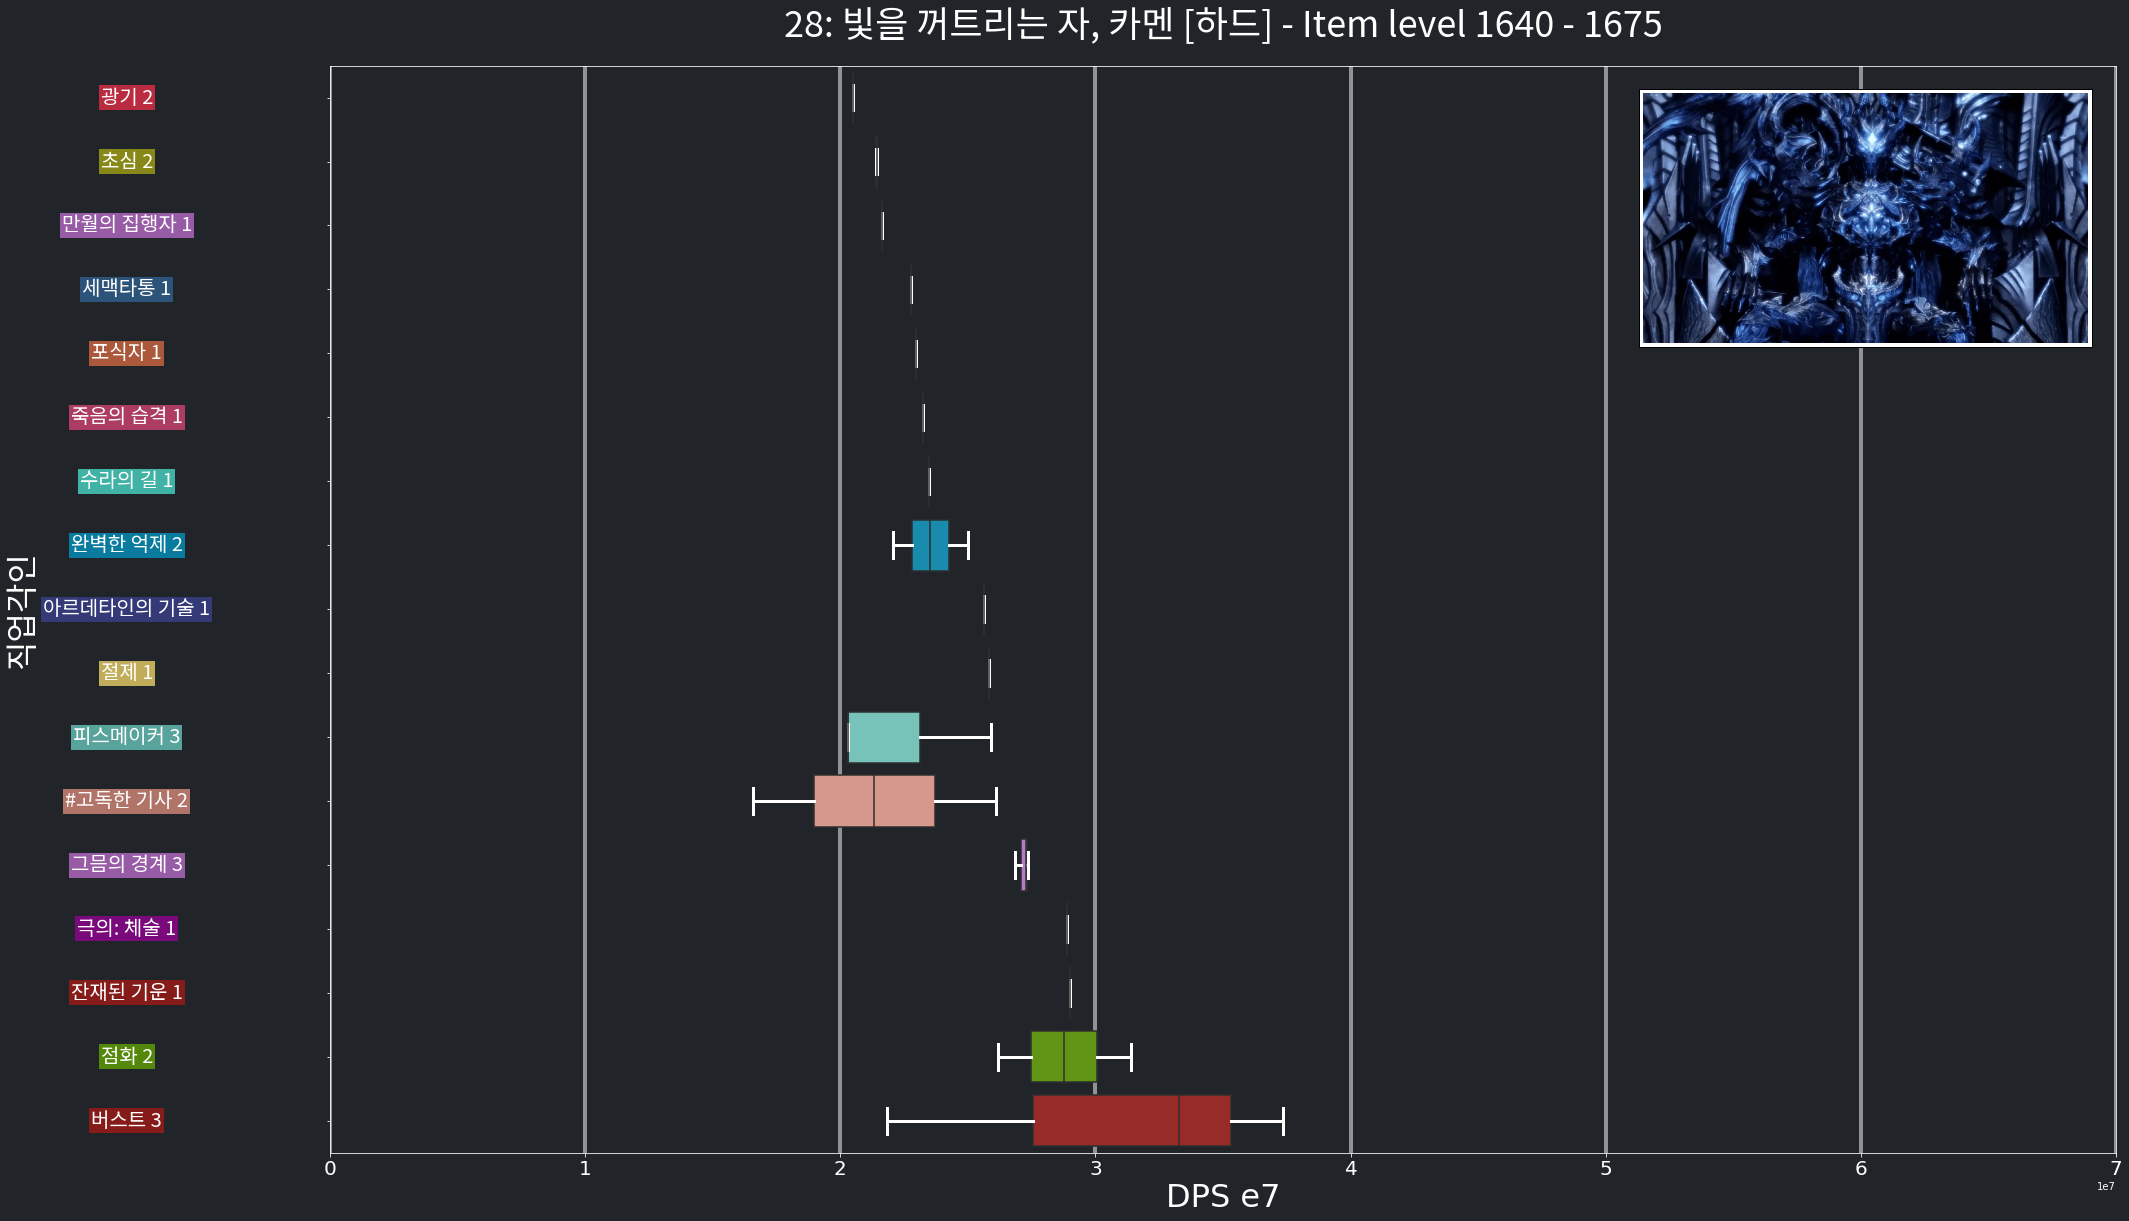 28: 빛을 꺼트리는 자, 카멘 [하드] - Item level 1640 - 1675
광기 2
초심 2
만월의 집행자 1
세맥타통 1
포식자 1
죽음의 습격 1
수라의 길 1
완벽한 억제 2
아르데타인의 기술 1
절제 1
피스메이커 3
#고독한 기사 2
그믐의 경계 3
극의: 체술 1
잔재된 기운 1
점화 2
버스트 3
직업각인
0 1 2 3 4 5 6 7
1e7
DPS e7